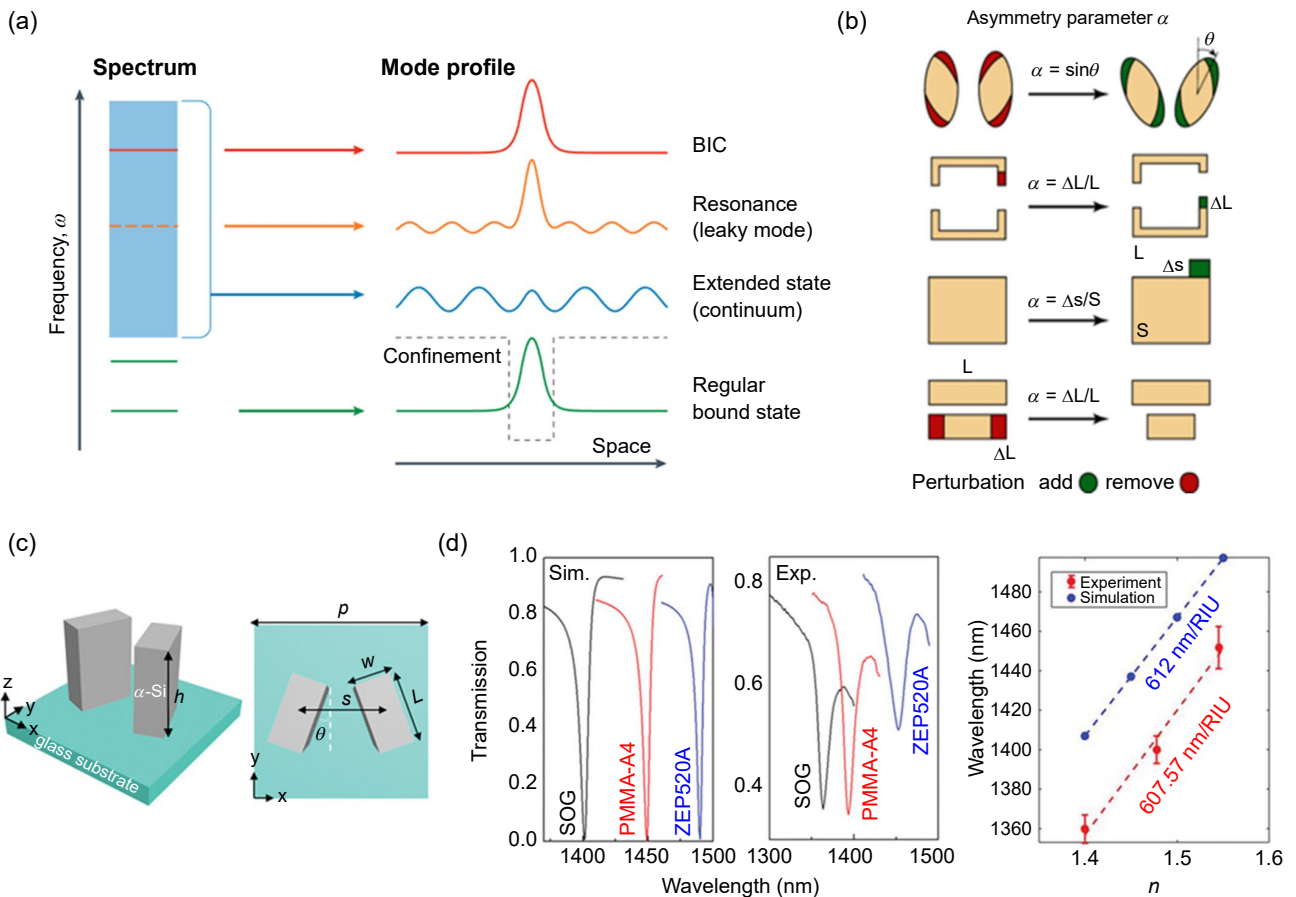 (a)
Spectrum
Mode profile
Frequency, ω
BIC
Resonance
(leaky mode)
Extended state
(continuum)
Confinement
Regular
bound state
Space
(b)
Asymmetry parameter α
θ
α = sinθ
α = ΔL/L
ΔL
L
Δs
α = Δs/S
S
L
α = ΔL/L
ΔL
Perturbation add remove
(c)
z
y
x
α-Si
h
glass substrate
p
w
s
L
θ
y
x
(d)
Transmission
1.0
0.8
0.6
0.4
0.2
0.0
Sim.
SOG
PMMA-A4
ZEP520A
1400 1450 1500
0.8
0.6
0.4
Exp.
SOG
PMMA-A4
ZEP520A
1300 1400 1500
Wavelength (nm)
Wavelength (nm)
1480
1460
1440
1420
1400
1380
1360
Experiment
Simulation
612 nm/RIU
607.57 nm/RIU
1.4 1.5 1.6
n